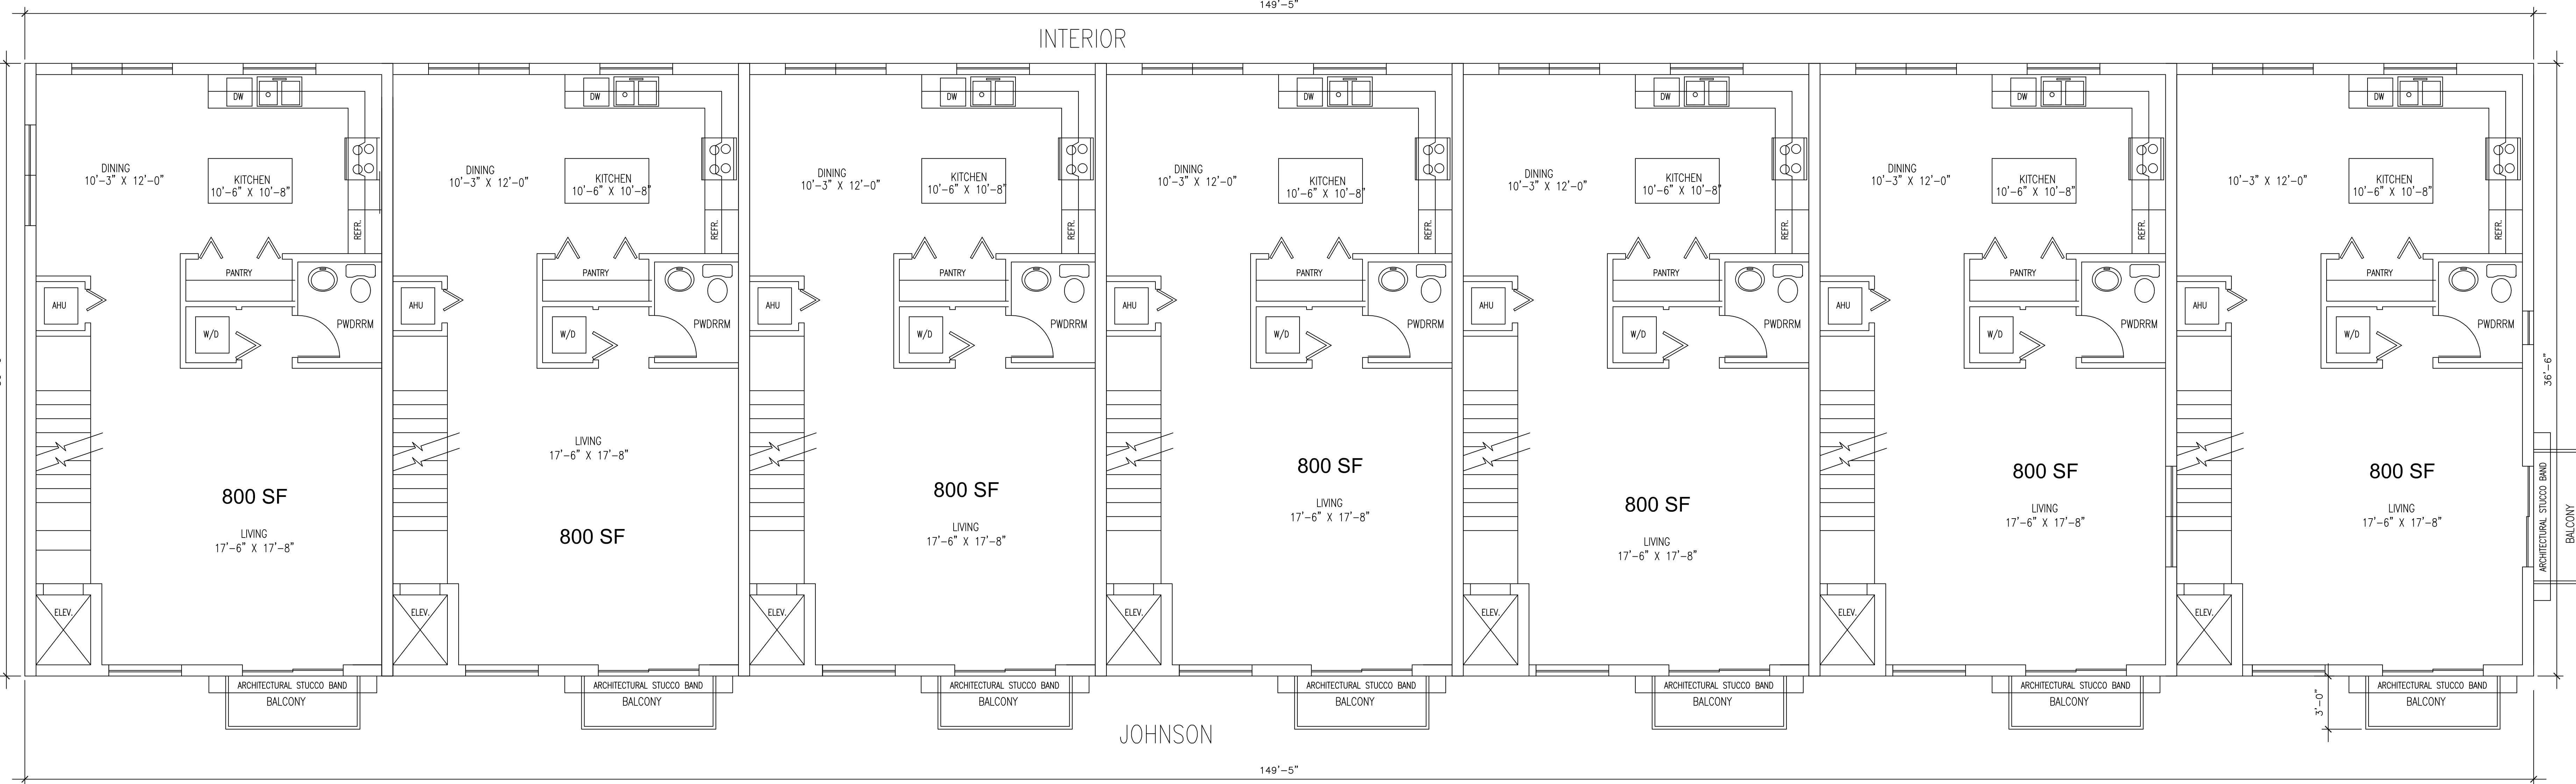 149'-5"
INTERIOR
DW
DW
DW
DW
DW
DW
DW
DINING
10'-3" X 12'-0"
KITCHEN
10'-6" X 10'-8"
DINING
10'-3" X 12'-0"
KITCHEN
10'-6" X 10'-8"
DINING
10'-3" X 12'-0"
KITCHEN
10'-6" X 10'-8"
DINING
10'-3" X 12'-0"
KITCHEN
10'-6" X 10'-8"
DINING
10'-3" X 12'-0"
KITCHEN
10'-6" X 10'-8"
DINING
10'-3" X 12'-0"
KITCHEN
10'-6" X 10'-8"
10'-3" X 12'-0"
KITCHEN
10'-6" X 10'-8"
REFR.
REFR.
REFR.
REFR.
REFR.
REFR.
REFR.
PANTRY
PANTRY
PANTRY
PANTRY
PANTRY
PANTRY
PANTRY
AHU
AHU
AHU
AHU
AHU
AHU
AHU
W/D
PWDRRM
W/D
PWDRRM
W/D
PWDRRM
W/D
PWDRRM
W/D
PWDRRM
W/D
PWDRRM
W/D
PWDRRM
36'-6"
800 SF
LIVING
17'-6" X 17'-8"
LIVING
17'-6" X 17'-8"
800 SF
800 SF
LIVING
17'-6" X 17'-8"
800 SF
LIVING
17'-6" X 17'-8"
800 SF
LIVING
17'-6" X 17'-8"
800 SF
LIVING
17'-6" X 17'-8"
800 SF
LIVING
17'-6" X 17'-8"
ARCHITECTURAL STUCCO BAND
BALCONY
ELEV.
ELEV.
ELEV.
ELEV.
ELEV.
ELEV.
ELEV.
ARCHITECTURAL STUCCO BAND
BALCONY
ARCHITECTURAL STUCCO BAND
BALCONY
ARCHITECTURAL STUCCO BAND
BALCONY
ARCHITECTURAL STUCCO BAND
BALCONY
ARCHITECTURAL STUCCO BAND
BALCONY
ARCHITECTURAL STUCCO BAND
BALCONY
3'-0"
ARCHITECTURAL STUCCO BAND
BALCONY
JOHNSON
149'-5"